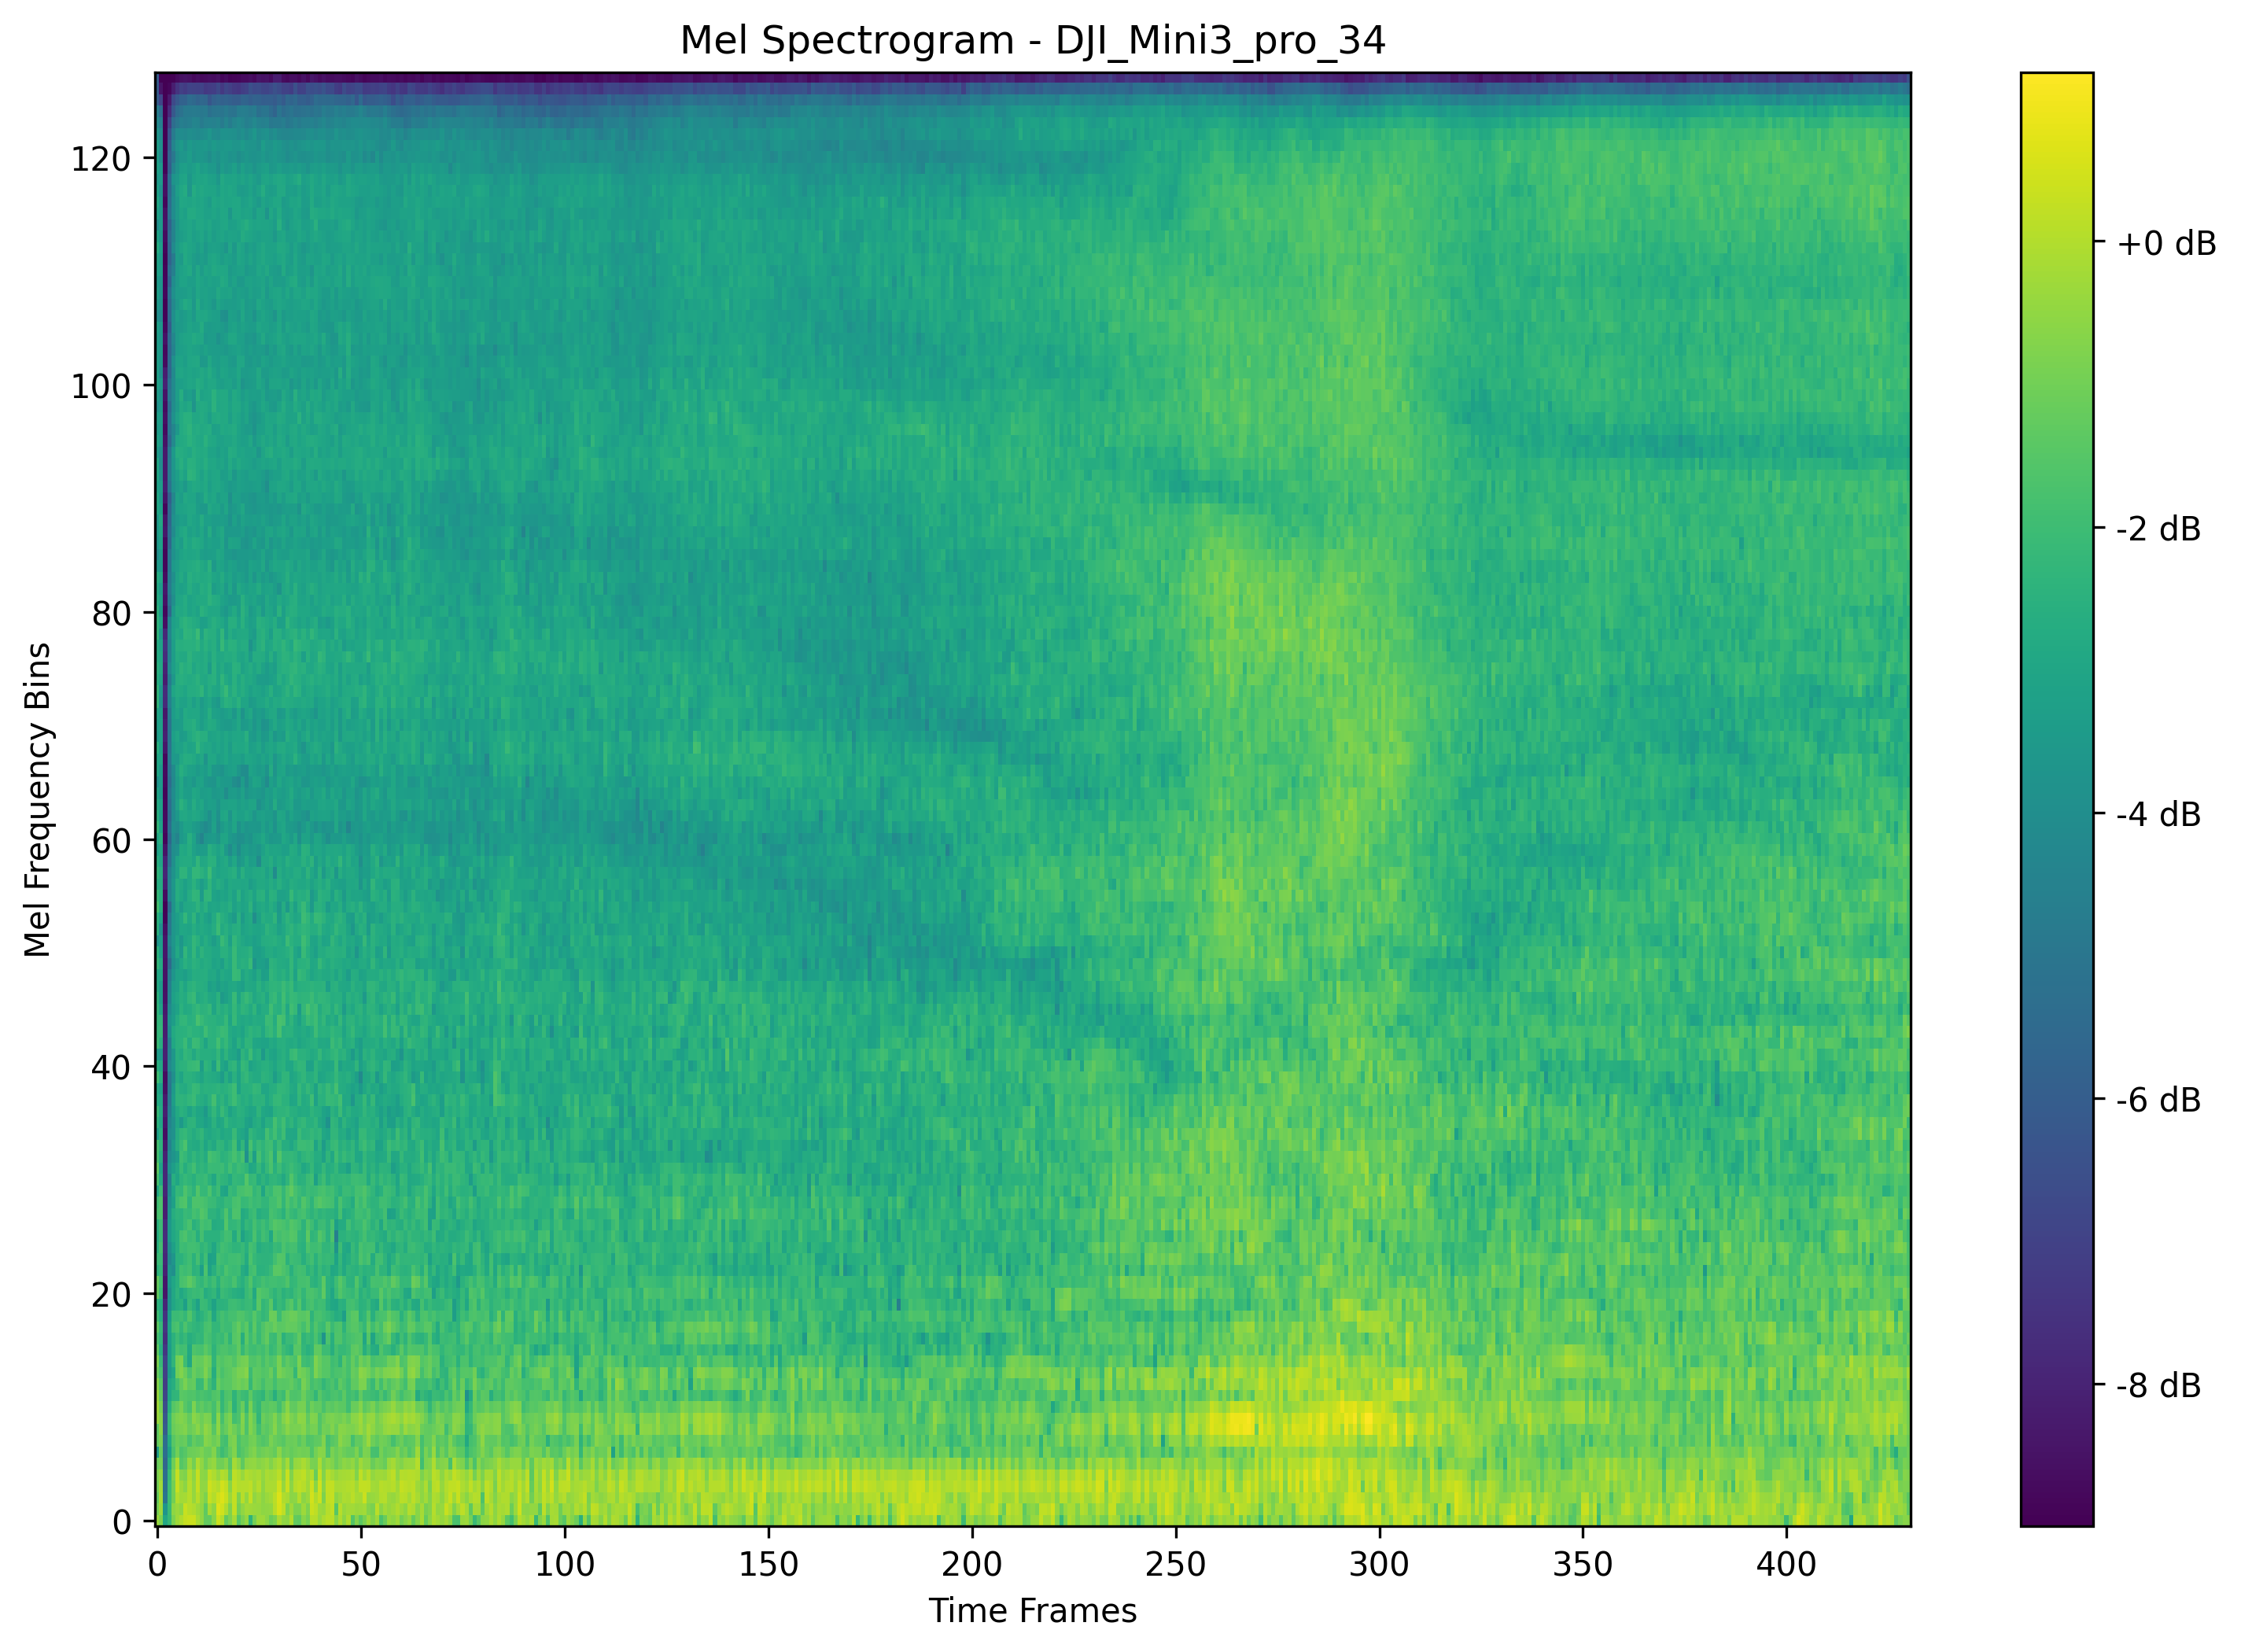 Mel Spectrogram - DJI_Mini3_pro_34
Mel Frequency Bins
120
100
80
60
40
20
0
0 50 100 150 200 250 300 350 400
Time Frames
+0 dB
-2 dB
-4 dB
-6 dB
-8 dB